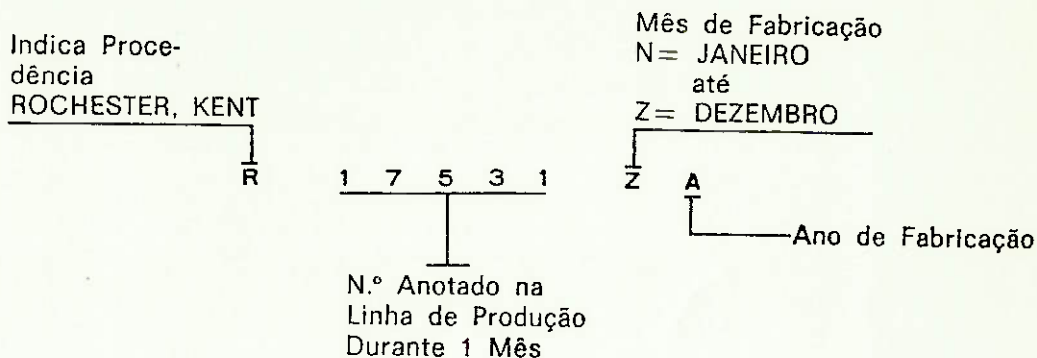 Indica Proce-
dência
ROCHESTER, KENT
Mês de Fabricação
N= JANEIRO
até
Z= DEZEMBRO
R 1 7 5 3 1 Z A
Ano de Fabricação
N.º Anotado na
Linha de Produção
Durante 1 Mês